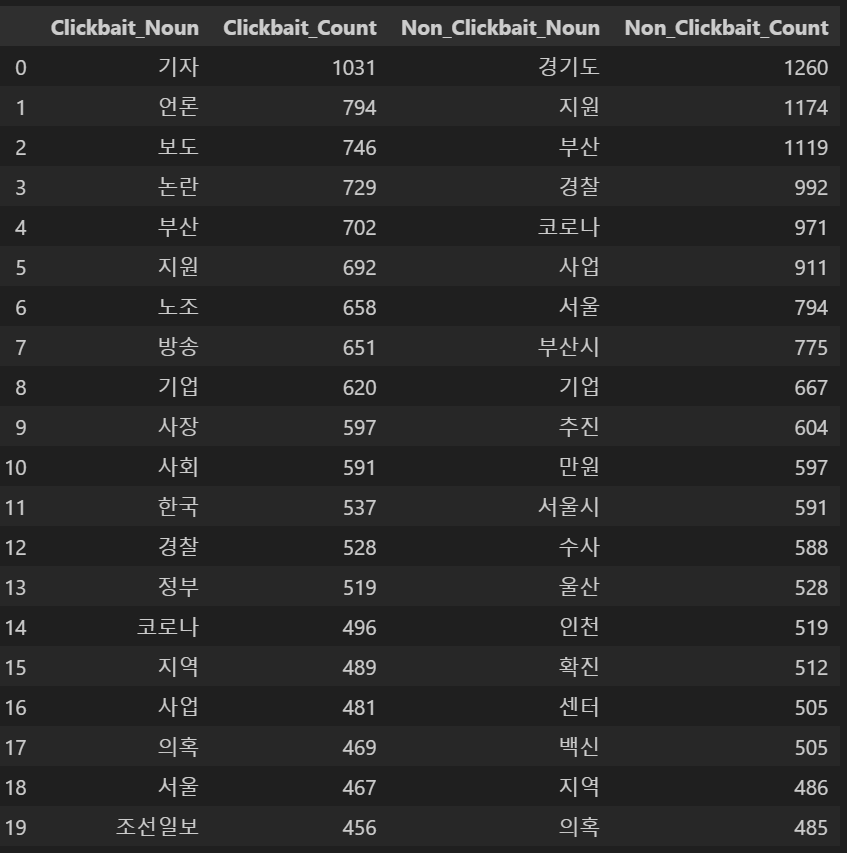 Clickbait_Noun Clickbait_Count Non_Clickbait_Noun Non_Clickbait_Count
0 기자 1031 경기도 1260
1 언론 794 지원 1174
2 보도 746 부산 1119
3 논란 729 경찰 992
4 부산 702 코로나 971
5 지원 692 사업 911
6 노조 658 서울 794
7 방송 651 부산시 775
8 기업 620 기업 667
9 사장 597 추진 604
10 사회 591 만원 597
11 한국 537 서울시 591
12 경찰 528 수사 588
13 정부 519 울산 528
14 코로나 496 인천 519
15 지역 489 확진 512
16 사업 481 센터 505
17 의혹 469 백신 505
18 서울 467 지역 486
19 조선일보 456 의혹 485